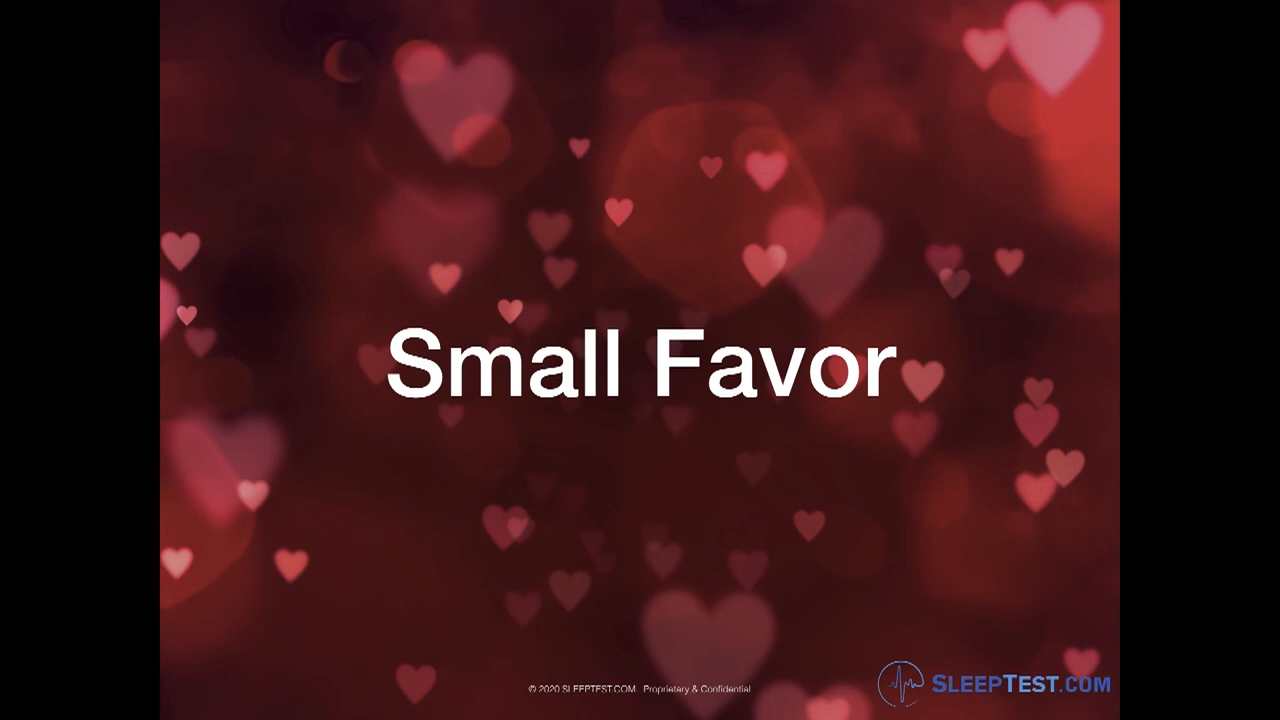 Small Favor
© 2020 SLEEPTEST.COM. Proprietary & Confidential
SLEEPTEST.COM